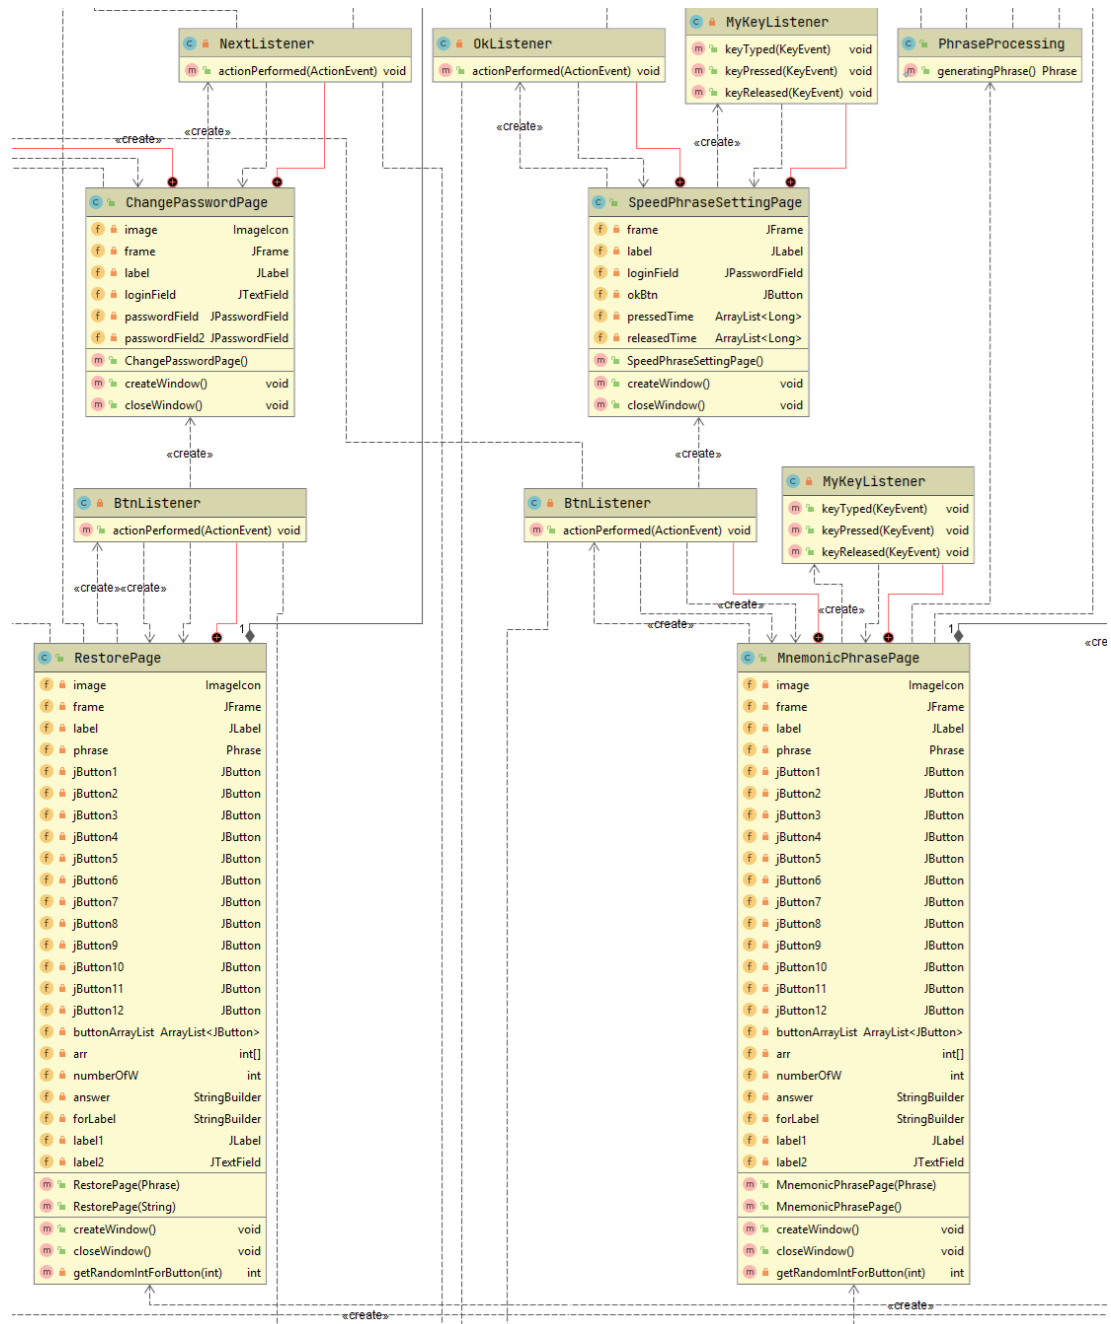 NextListener
actionPerformed(ActionEvent) void
OkListener
actionPerformed(ActionEvent) void
MyKeyListener
keyTyped(KeyEvent) void
keyPressed(KeyEvent) void
keyReleased(KeyEvent) void
PhraseProcessing
generatingPhrase() Phrase
«create»
«create»
«create»
«create»
ChangePasswordPage
image ImageIcon
frame JFrame
label JLabel
loginField JTextField
passwordField JPasswordField
passwordField2 JPasswordField
ChangePasswordPage()
createWindow() void
closeWindow() void
SpeedPhraseSettingPage
frame JFrame
label JLabel
loginField JPasswordField
okBtn JButton
pressedTime ArrayList<Long>
releasedTime ArrayList<Long>
SpeedPhraseSettingPage()
createWindow() void
closeWindow() void
«create»
«create»
BtnListener
actionPerformed(ActionEvent) void
BtnListener
actionPerformed(ActionEvent) void
MyKeyListener
keyTyped(KeyEvent) void
keyPressed(KeyEvent) void
keyReleased(KeyEvent) void
«create»
«create»
«create»
«create»
«create»
1
1
«cre
RestorePage
image ImageIcon
frame JFrame
label JLabel
phrase Phrase
jButton1 JButton
jButton2 JButton
jButton3 JButton
jButton4 JButton
jButton5 JButton
jButton6 JButton
jButton7 JButton
jButton8 JButton
jButton9 JButton
jButton10 JButton
jButton11 JButton
jButton12 JButton
buttonArrayList ArrayList<JButton>
arr int[]
numberOfW int
answer StringBuilder
forLabel StringBuilder
label1 JLabel
label2 JTextField
RestorePage(Phrase)
RestorePage(String)
createWindow() void
closeWindow() void
getRandomIntForButton(int) int
MnemonicPhrasePage
image ImageIcon
frame JFrame
label JLabel
phrase Phrase
jButton1 JButton
jButton2 JButton
jButton3 JButton
jButton4 JButton
jButton5 JButton
jButton6 JButton
jButton7 JButton
jButton8 JButton
jButton9 JButton
jButton10 JButton
jButton11 JButton
jButton12 JButton
buttonArrayList ArrayList<JButton>
arr int[]
numberOfW int
answer StringBuilder
forLabel StringBuilder
label1 JLabel
label2 JTextField
MnemonicPhrasePage(Phrase)
MnemonicPhrasePage()
createWindow() void
closeWindow() void
getRandomIntForButton(int) int
«create»
«create»